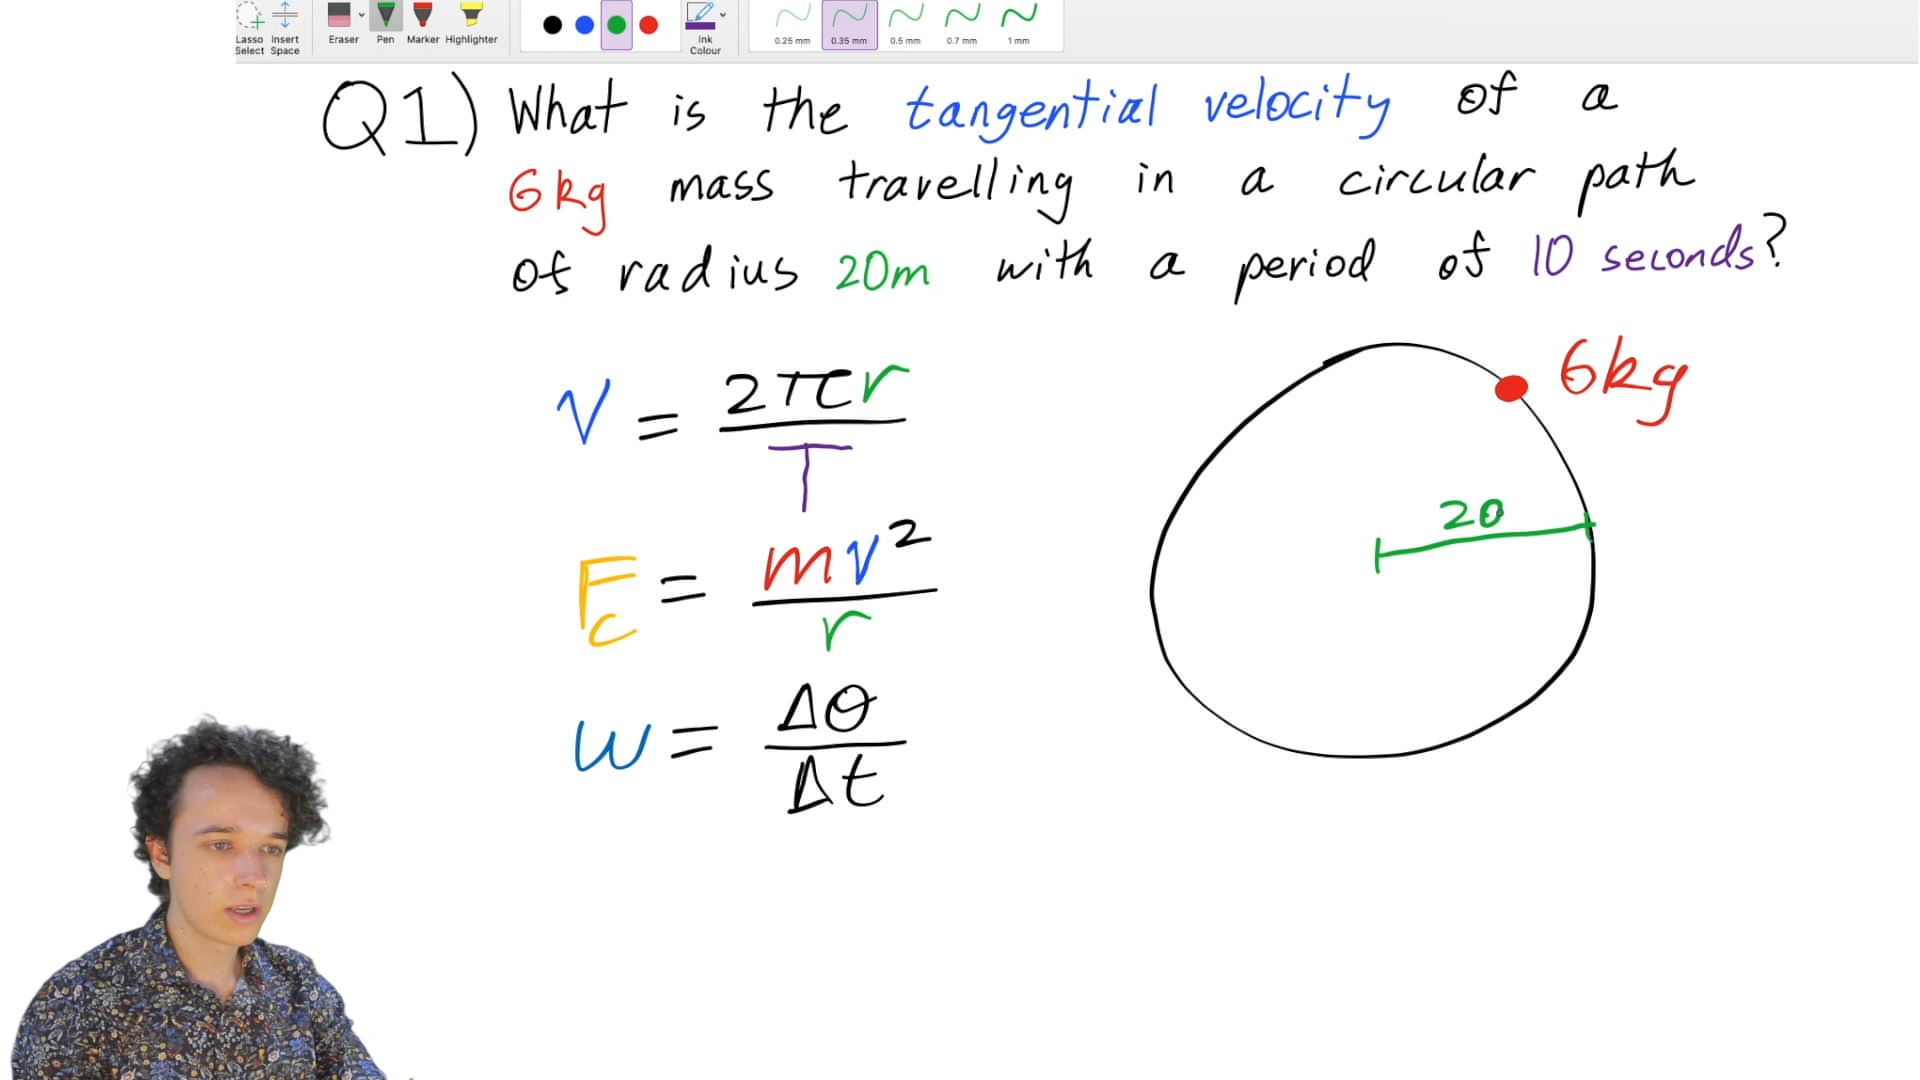 Lasso Select
Insert Space
Eraser
Pen
Marker
Highlighter
Ink Colour
0.25 mm
0.35 mm
0.5 mm
0.7 mm
1 mm
Q1) What is the tangential velocity of a
6kg mass travelling in a circular path
of radius 20m with a period of 10 seconds?
V = 2πr
T
Fc = mv²
r
ω = Δθ
Δt
6kg
20